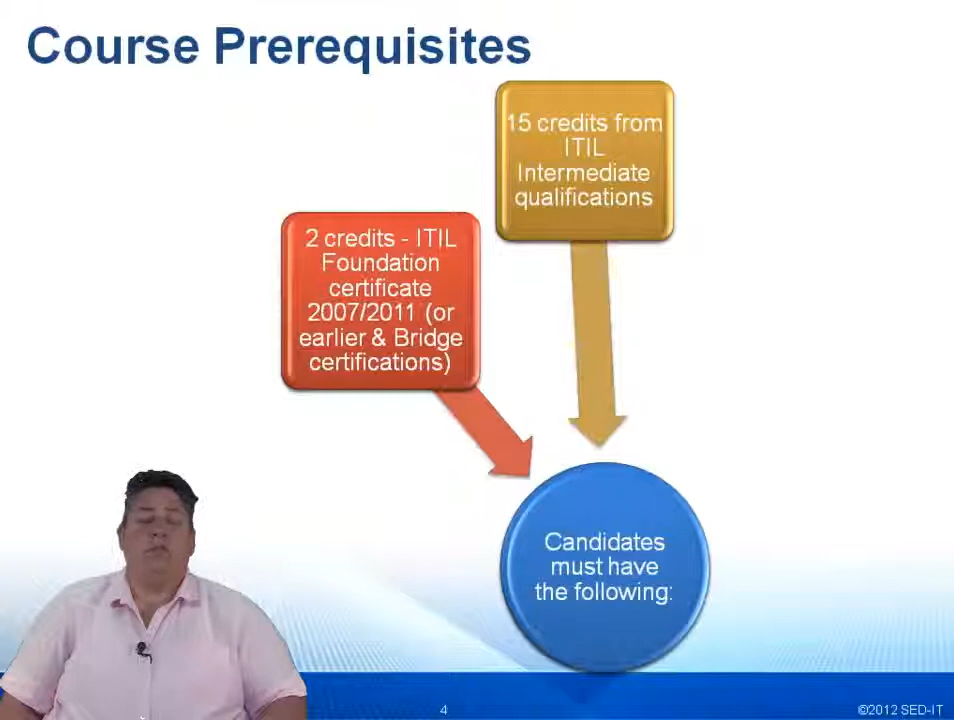 Course Prerequisites
15 credits from
ITIL
Intermediate
qualifications
2 credits - ITIL
Foundation
certificate
2007/2011 (or
earlier & Bridge
certifications)
Candidates
must have
the following:
4
©2012 SED-IT